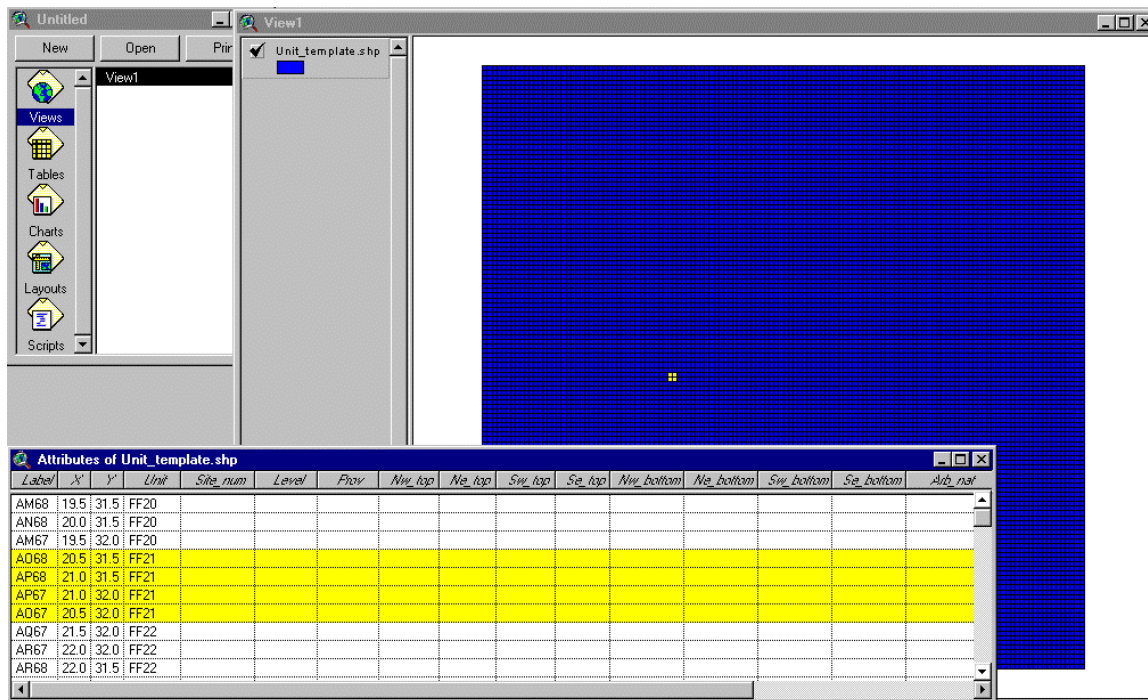 Untitled
New Open Prin
View1
Views
Tables
Charts
Layouts
Scripts
View1
Unit_template.shp
Attributes of Unit_template.shp
Label X Y Unit Site_num Level Prov Nw_top Ne_top Sw_top Se_top Nw_bottom Ne_bottom Sw_bottom Se_bottom Arb_nat
AM68 19.5 31.5 FF20
AN68 20.0 31.5 FF20
AM67 19.5 32.0 FF20
AO68 20.5 31.5 FF21
AP68 21.0 31.5 FF21
AP67 21.0 32.0 FF21
AO67 20.5 32.0 FF21
AQ67 21.5 32.0 FF22
AR67 22.0 32.0 FF22
AR68 22.0 31.5 FF22